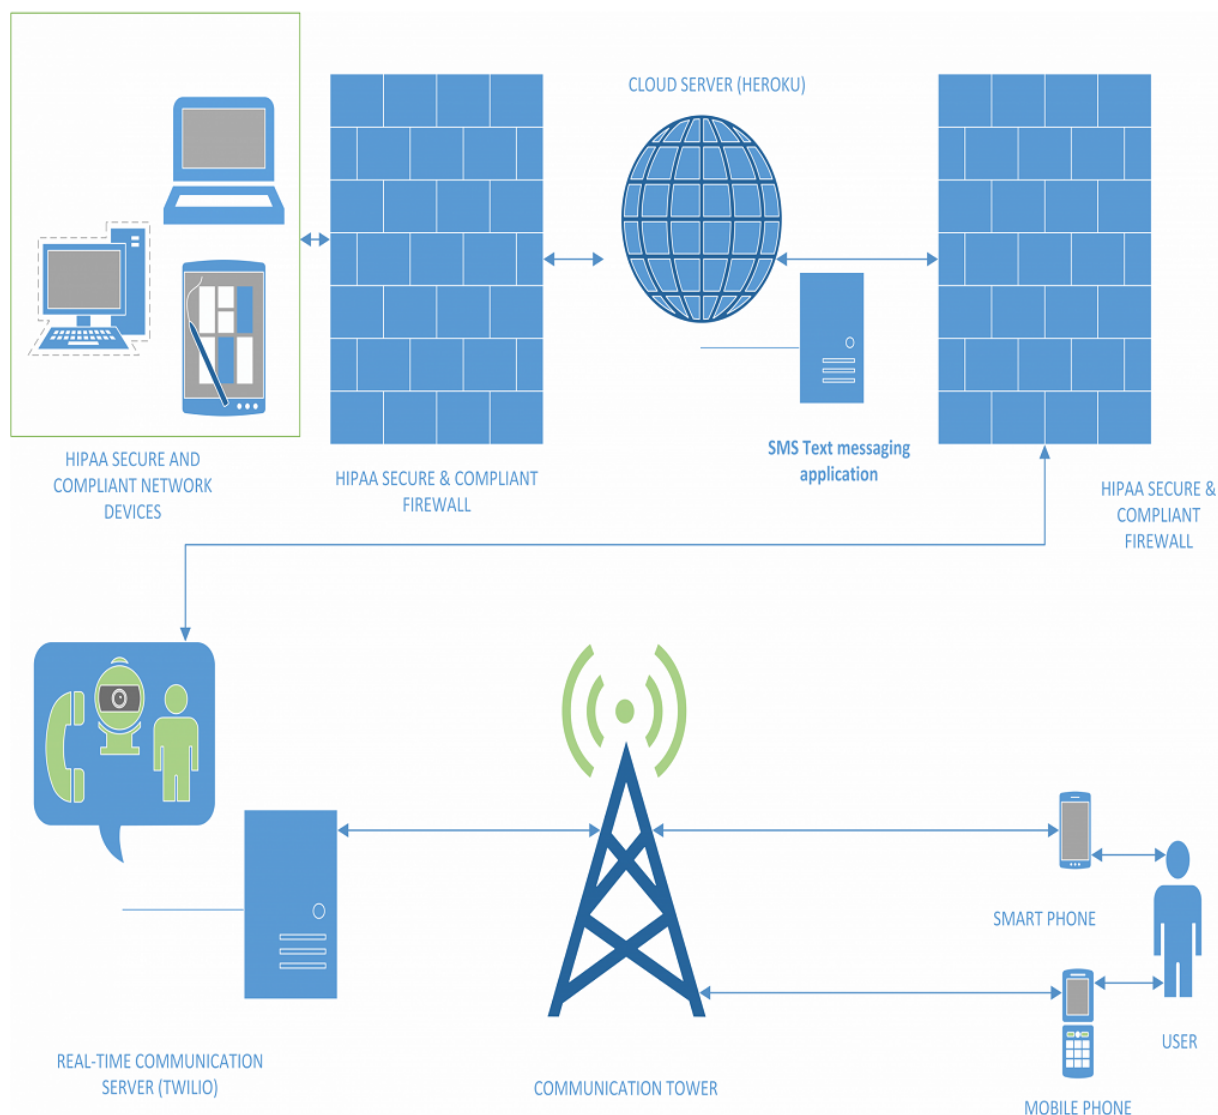 CLOUD SERVER (HEROKU)
HIPAA SECURE AND
COMPLIANT NETWORK
DEVICES
HIPAA SECURE & COMPLIANT
FIREWALL
SMS Text messaging
application
HIPAA SECURE &
COMPLIANT
FIREWALL
SMART PHONE
USER
REAL-TIME COMMUNICATION
SERVER (TWILIO)
COMMUNICATION TOWER
MOBILE PHONE